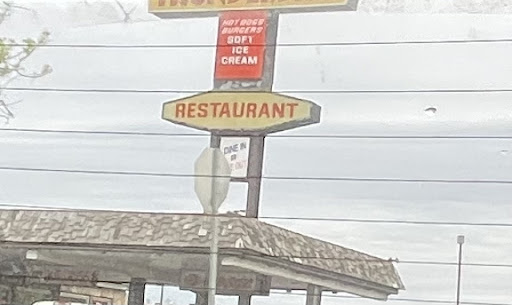 HOT DOGS
BURGERS
SOFT
ICE
CREAM
RESTAURANT
DINE IN